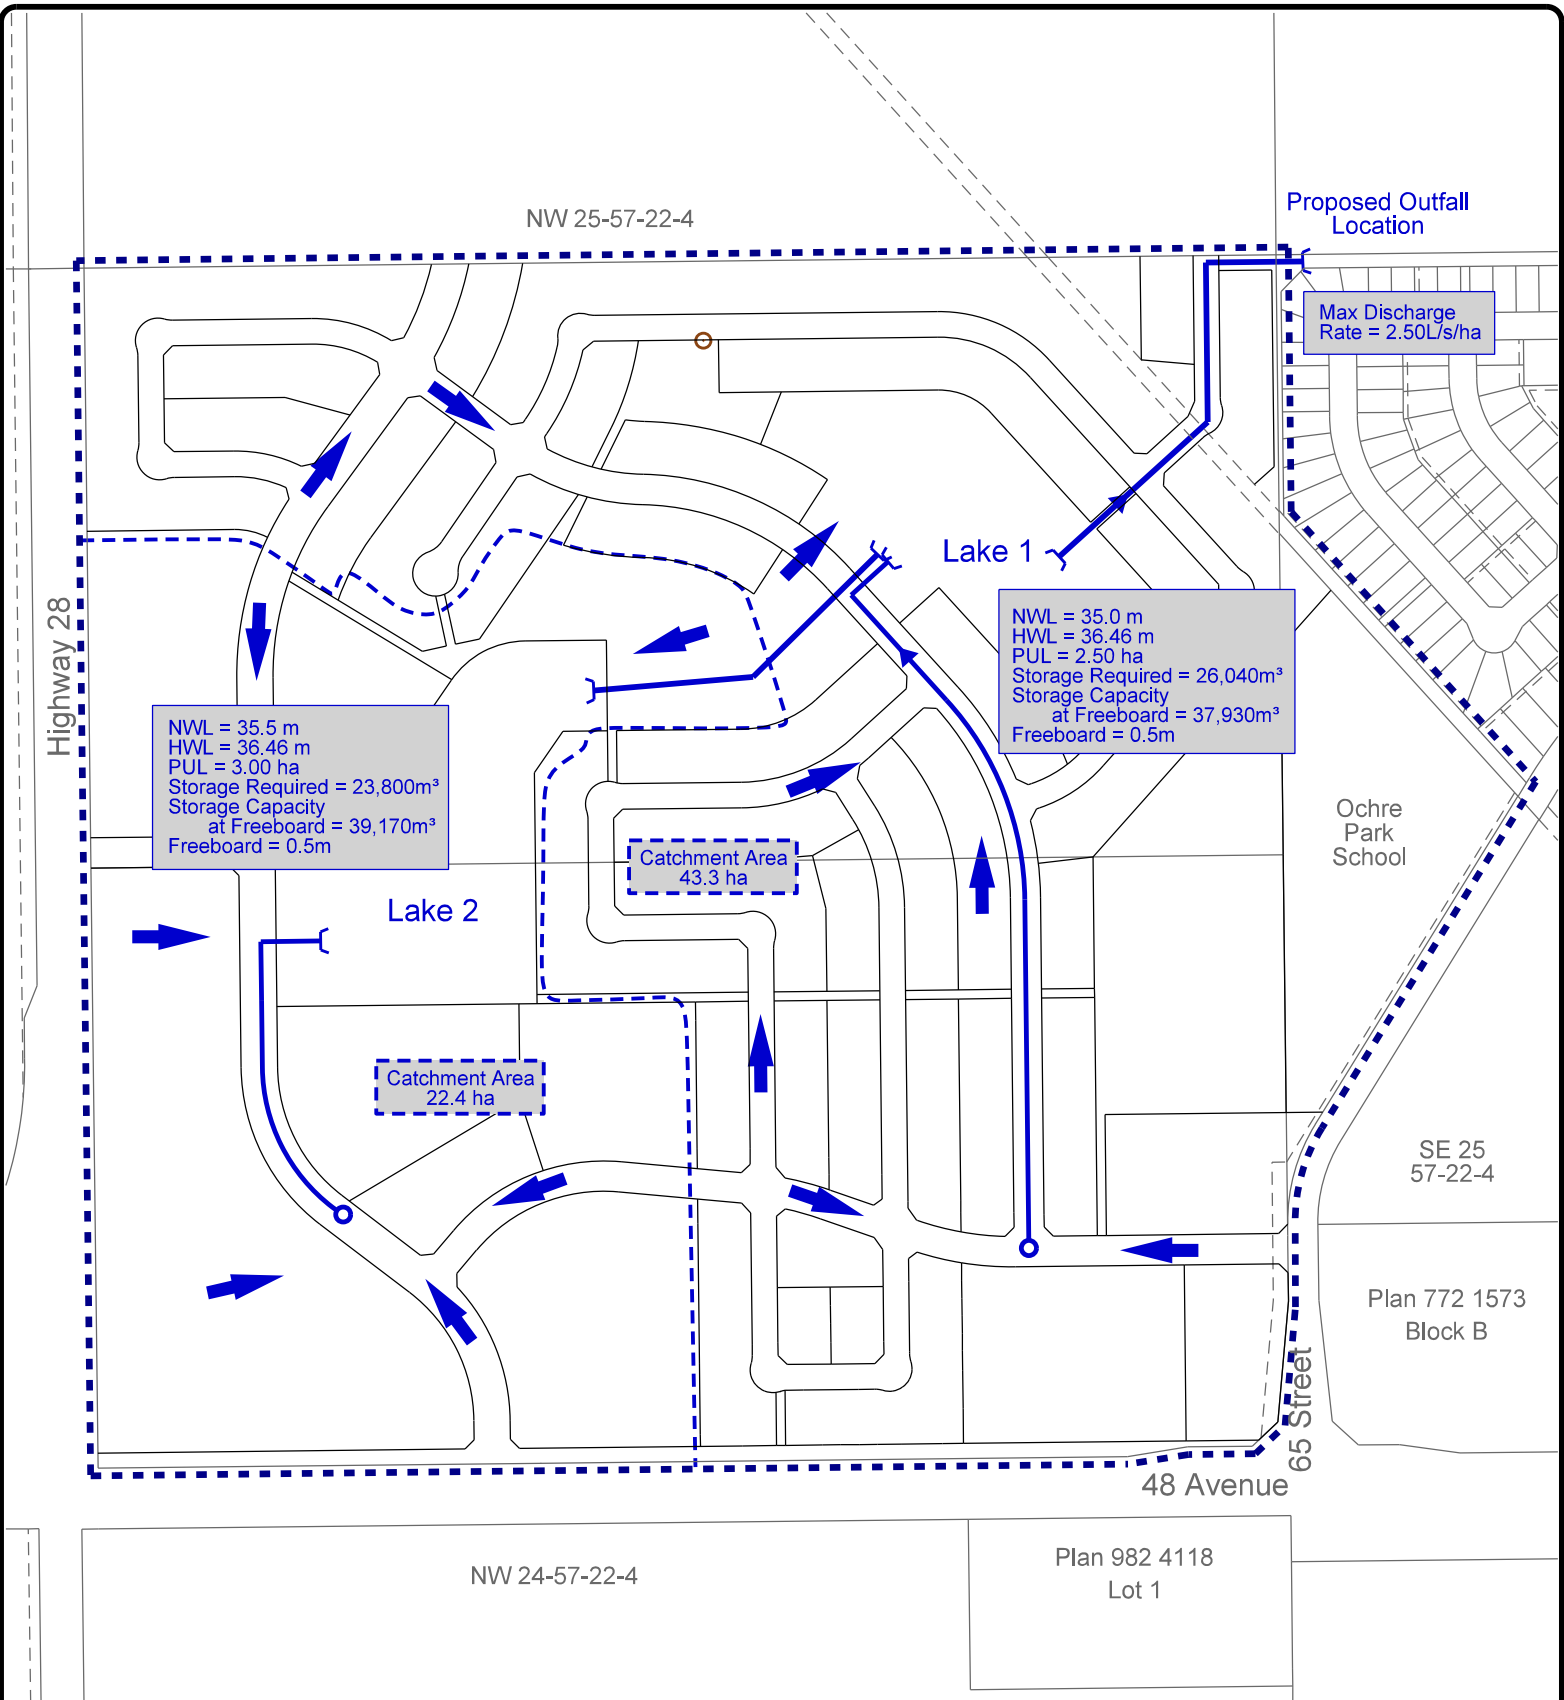 Proposed Outfall
Location
NW 25-57-22-4
Max Discharge
Rate = 2.50L/s/ha
Lake 1
NWL = 35.0 m
HWL = 36.46 m
PUL = 2.50 ha
Storage Required = 26,040m³
Storage Capacity
at Freeboard = 37,930m³
Freeboard = 0.5m
Highway 28
NWL = 35.5 m
HWL = 36.46 m
PUL = 3.00 ha
Storage Required = 23,800m³
Storage Capacity
at Freeboard = 39,170m³
Freeboard = 0.5m
Ochre
Park
School
Catchment Area
43.3 ha
Lake 2
Catchment Area
22.4 ha
SE 25
57-22-4
Plan 772 1573
Block B
65 Street
48 Avenue
NW 24-57-22-4
Plan 982 4118
Lot 1